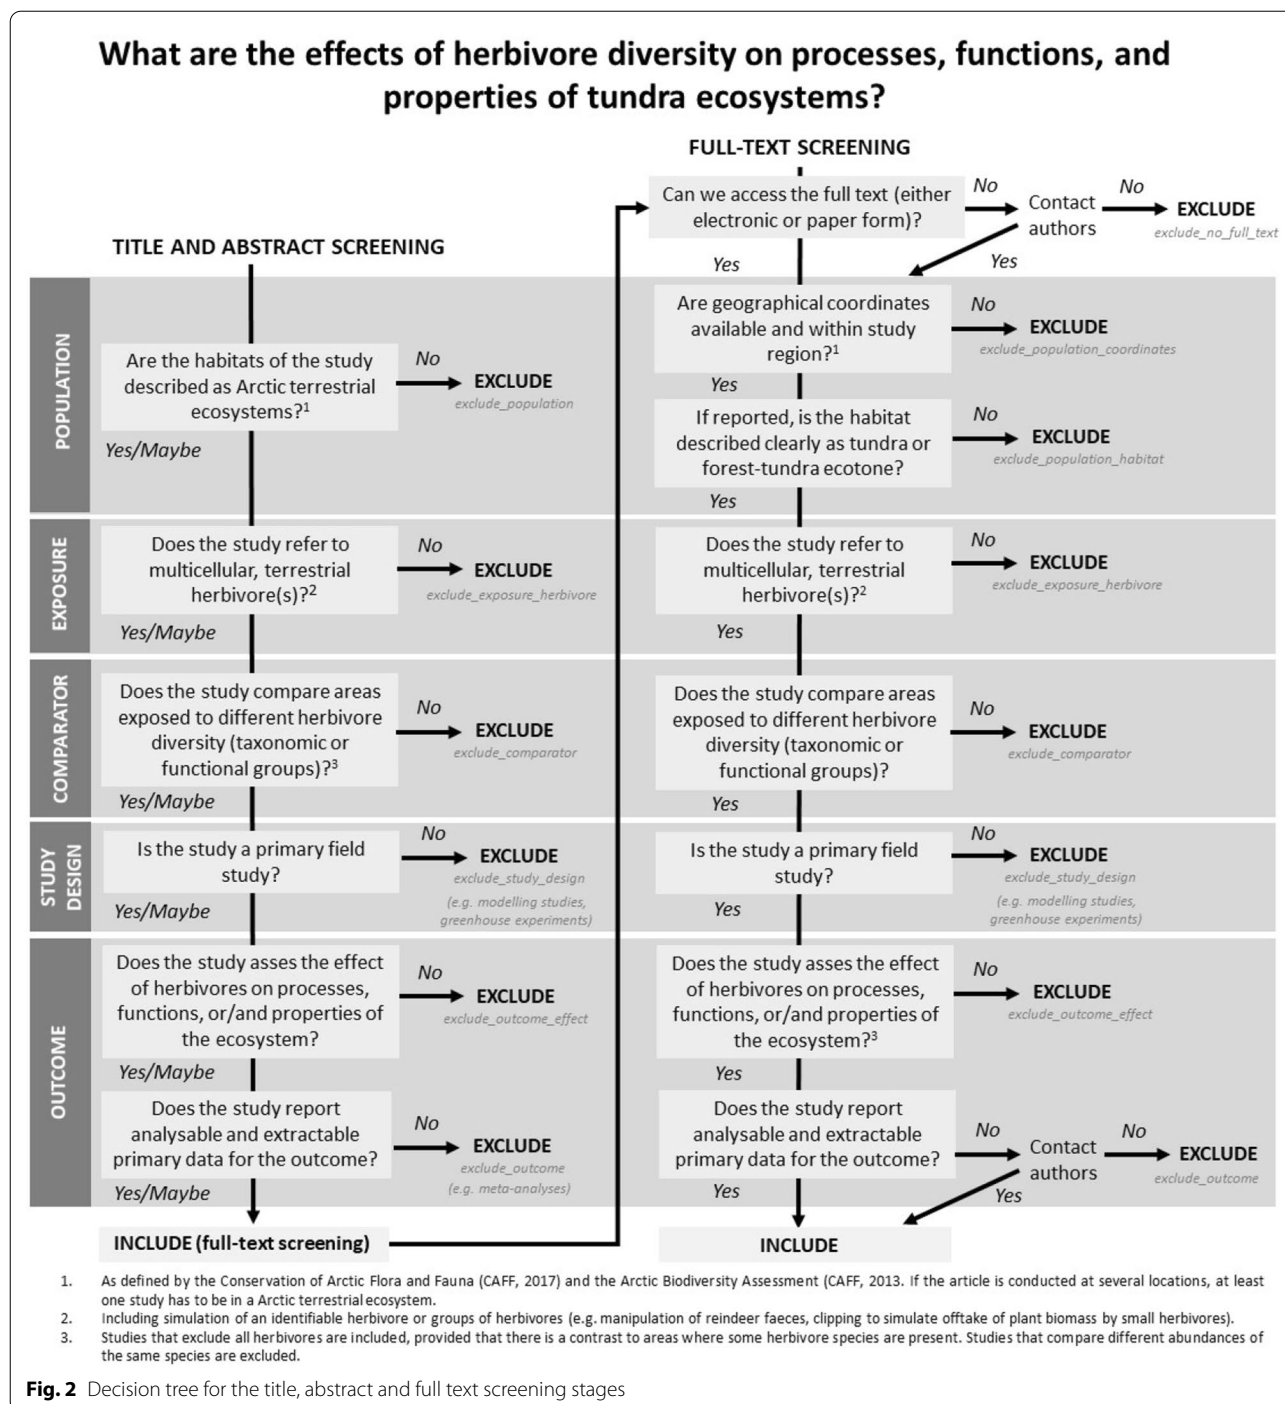 What are the effects of herbivore diversity on processes, functions, and
properties of tundra ecosystems?
TITLE AND ABSTRACT SCREENING
POPULATION
Are the habitats of the study
described as Arctic terrestrial
ecosystems?1
No
EXCLUDE
exclude_population
Yes/Maybe
EXPOSURE
Does the study refer to
multicellular, terrestrial
herbivore(s)?2
No
EXCLUDE
exclude_exposure_herbivore
Yes/Maybe
COMPARATOR
Does the study compare areas
exposed to different herbivore
diversity (taxonomic or
functional groups)?3
No
EXCLUDE
exclude_comparator
Yes/Maybe
STUDY
DESIGN
Is the study a primary field
study?
No
EXCLUDE
exclude_study_design
(e.g. modelling studies,
greenhouse experiments)
Yes/Maybe
OUTCOME
Does the study asses the effect
of herbivores on processes,
functions, or/and properties of
the ecosystem?
No
EXCLUDE
exclude_outcome_effect
Yes/Maybe
Does the study report
analysable and extractable
primary data for the outcome?
No
EXCLUDE
exclude_outcome
(e.g. meta-analyses)
Yes/Maybe
INCLUDE (full-text screening)
FULL-TEXT SCREENING
Can we access the full text (either
electronic or paper form)?
No
Contact
authors
No
EXCLUDE
exclude_no_full_text
Yes
Yes
Are geographical coordinates
available and within study
region?1
No
EXCLUDE
exclude_population_coordinates
Yes
If reported, is the habitat
described clearly as tundra or
forest-tundra ecotone?
No
EXCLUDE
exclude_population_habitat
Yes
Does the study refer to
multicellular, terrestrial
herbivore(s)?2
No
EXCLUDE
exclude_exposure_herbivore
Yes
Does the study compare areas
exposed to different herbivore
diversity (taxonomic or
functional groups)?
No
EXCLUDE
exclude_comparator
Yes
Is the study a primary field
study?
No
EXCLUDE
exclude_study_design
(e.g. modelling studies,
greenhouse experiments)
Yes
Does the study asses the effect
of herbivores on processes,
functions, or/and properties of
the ecosystem?3
No
EXCLUDE
exclude_outcome_effect
Yes
Does the study report
analysable and extractable
primary data for the outcome?
No
Contact
authors
No
EXCLUDE
exclude_outcome
Yes
Yes
INCLUDE
1. As defined by the Conservation of Arctic Flora and Fauna (CAFF, 2017) and the Arctic Biodiversity Assessment (CAFF, 2013. If the article is conducted at several locations, at least
one study has to be in a Arctic terrestrial ecosystem.
2. Including simulation of an identifiable herbivore or groups of herbivores (e.g. manipulation of reindeer faeces, clipping to simulate offtake of plant biomass by small herbivores).
3. Studies that exclude all herbivores are included, provided that there is a contrast to areas where some herbivore species are present. Studies that compare different abundances of
the same species are excluded.
Fig. 2 Decision tree for the title, abstract and full text screening stages